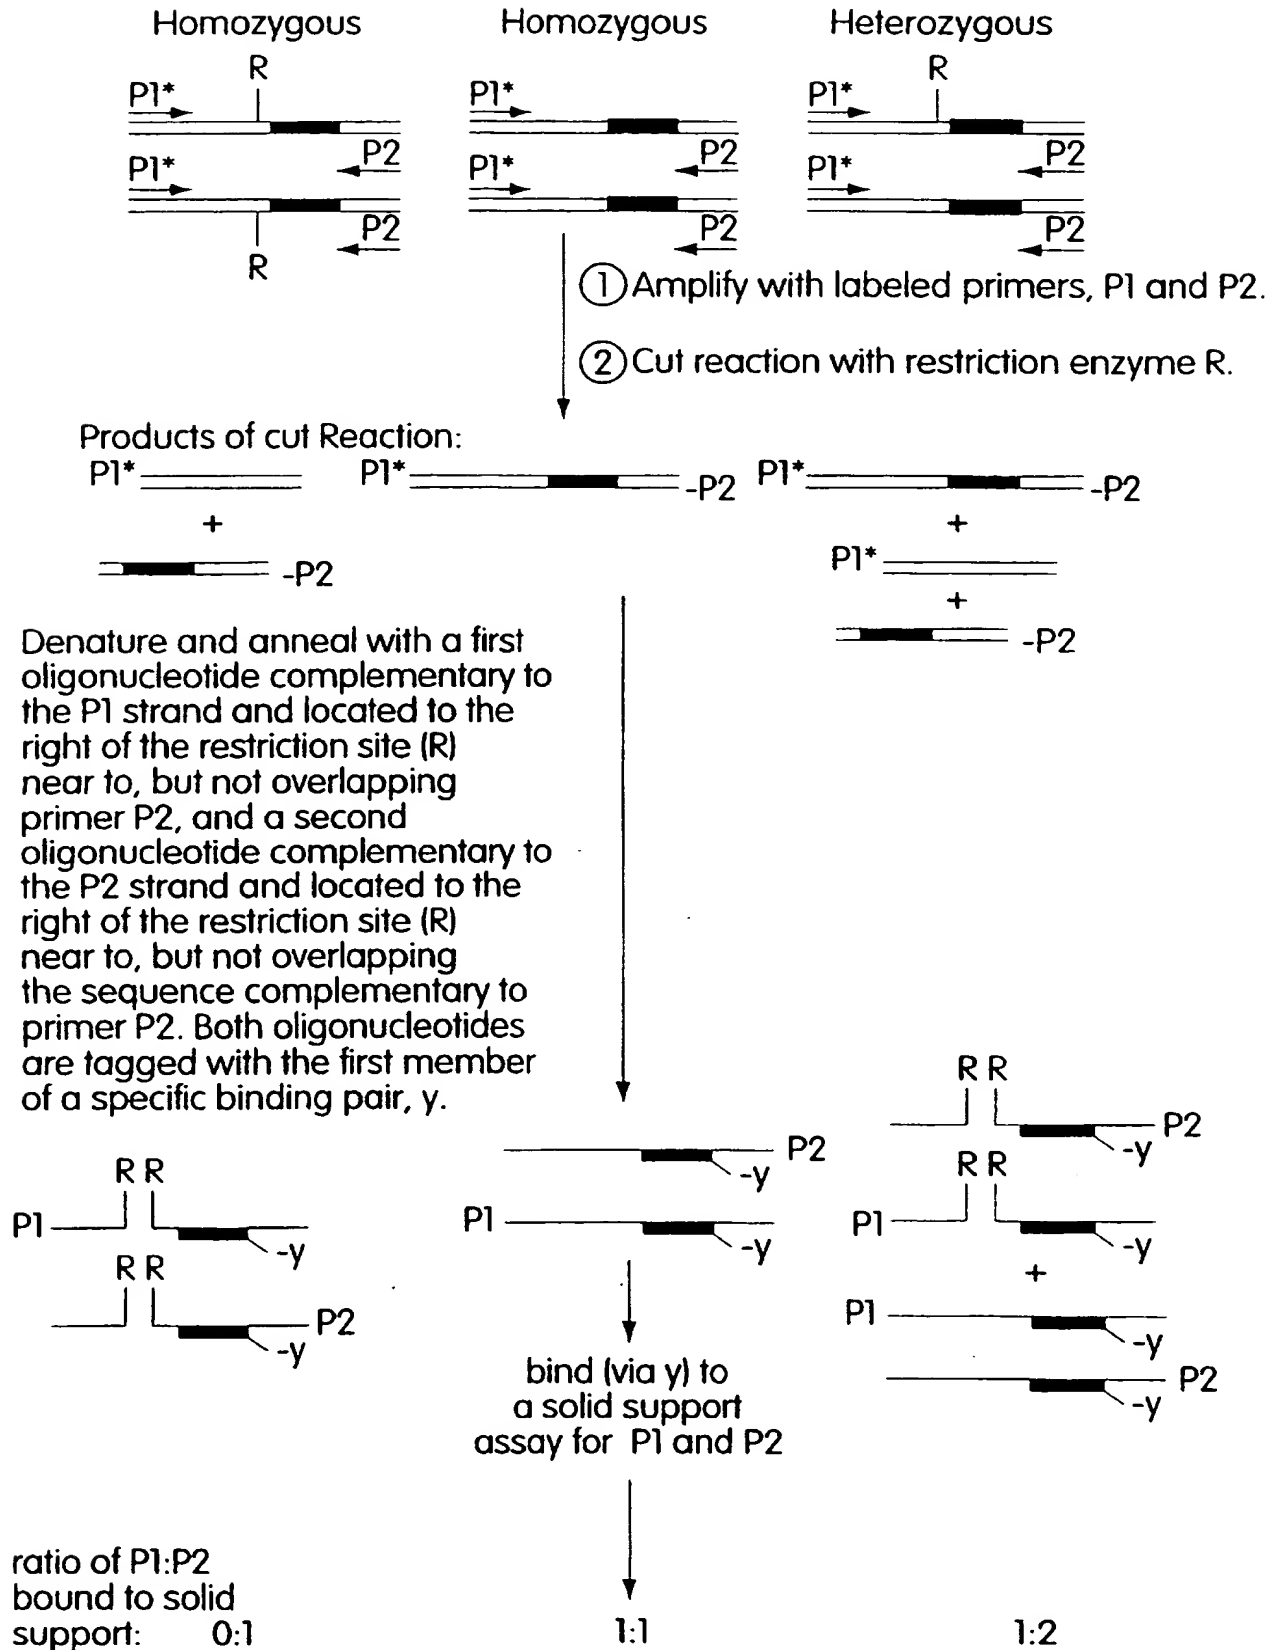 Homozygous Homozygous Heterozygous
R R
P1* P1* P1*
P2 P2 P2
P1* P1* P1*
P2 P2 P2
R
① Amplify with labeled primers, P1 and P2.
② Cut reaction with restriction enzyme R.
Products of cut Reaction:
P1* P1* -P2 P1* -P2
+ +
P1*
-P2
+
-P2
Denature and anneal with a first
oligonucleotide complementary to
the P1 strand and located to the
right of the restriction site (R)
near to, but not overlapping
primer P2, and a second
oligonucleotide complementary to
the P2 strand and located to the
right of the restriction site (R)
near to, but not overlapping
the sequence complementary to
primer P2. Both oligonucleotides
are tagged with the first member
of a specific binding pair, y.
R R
P2
-y
R R
P1
-y
+
P1
-y
P2
-y
P2
-y
P1
-y
R R
P1
-y
R R
P2
-y
bind (via y) to
a solid support
assay for P1 and P2
ratio of P1:P2
bound to solid
support: 0:1 1:1 1:2